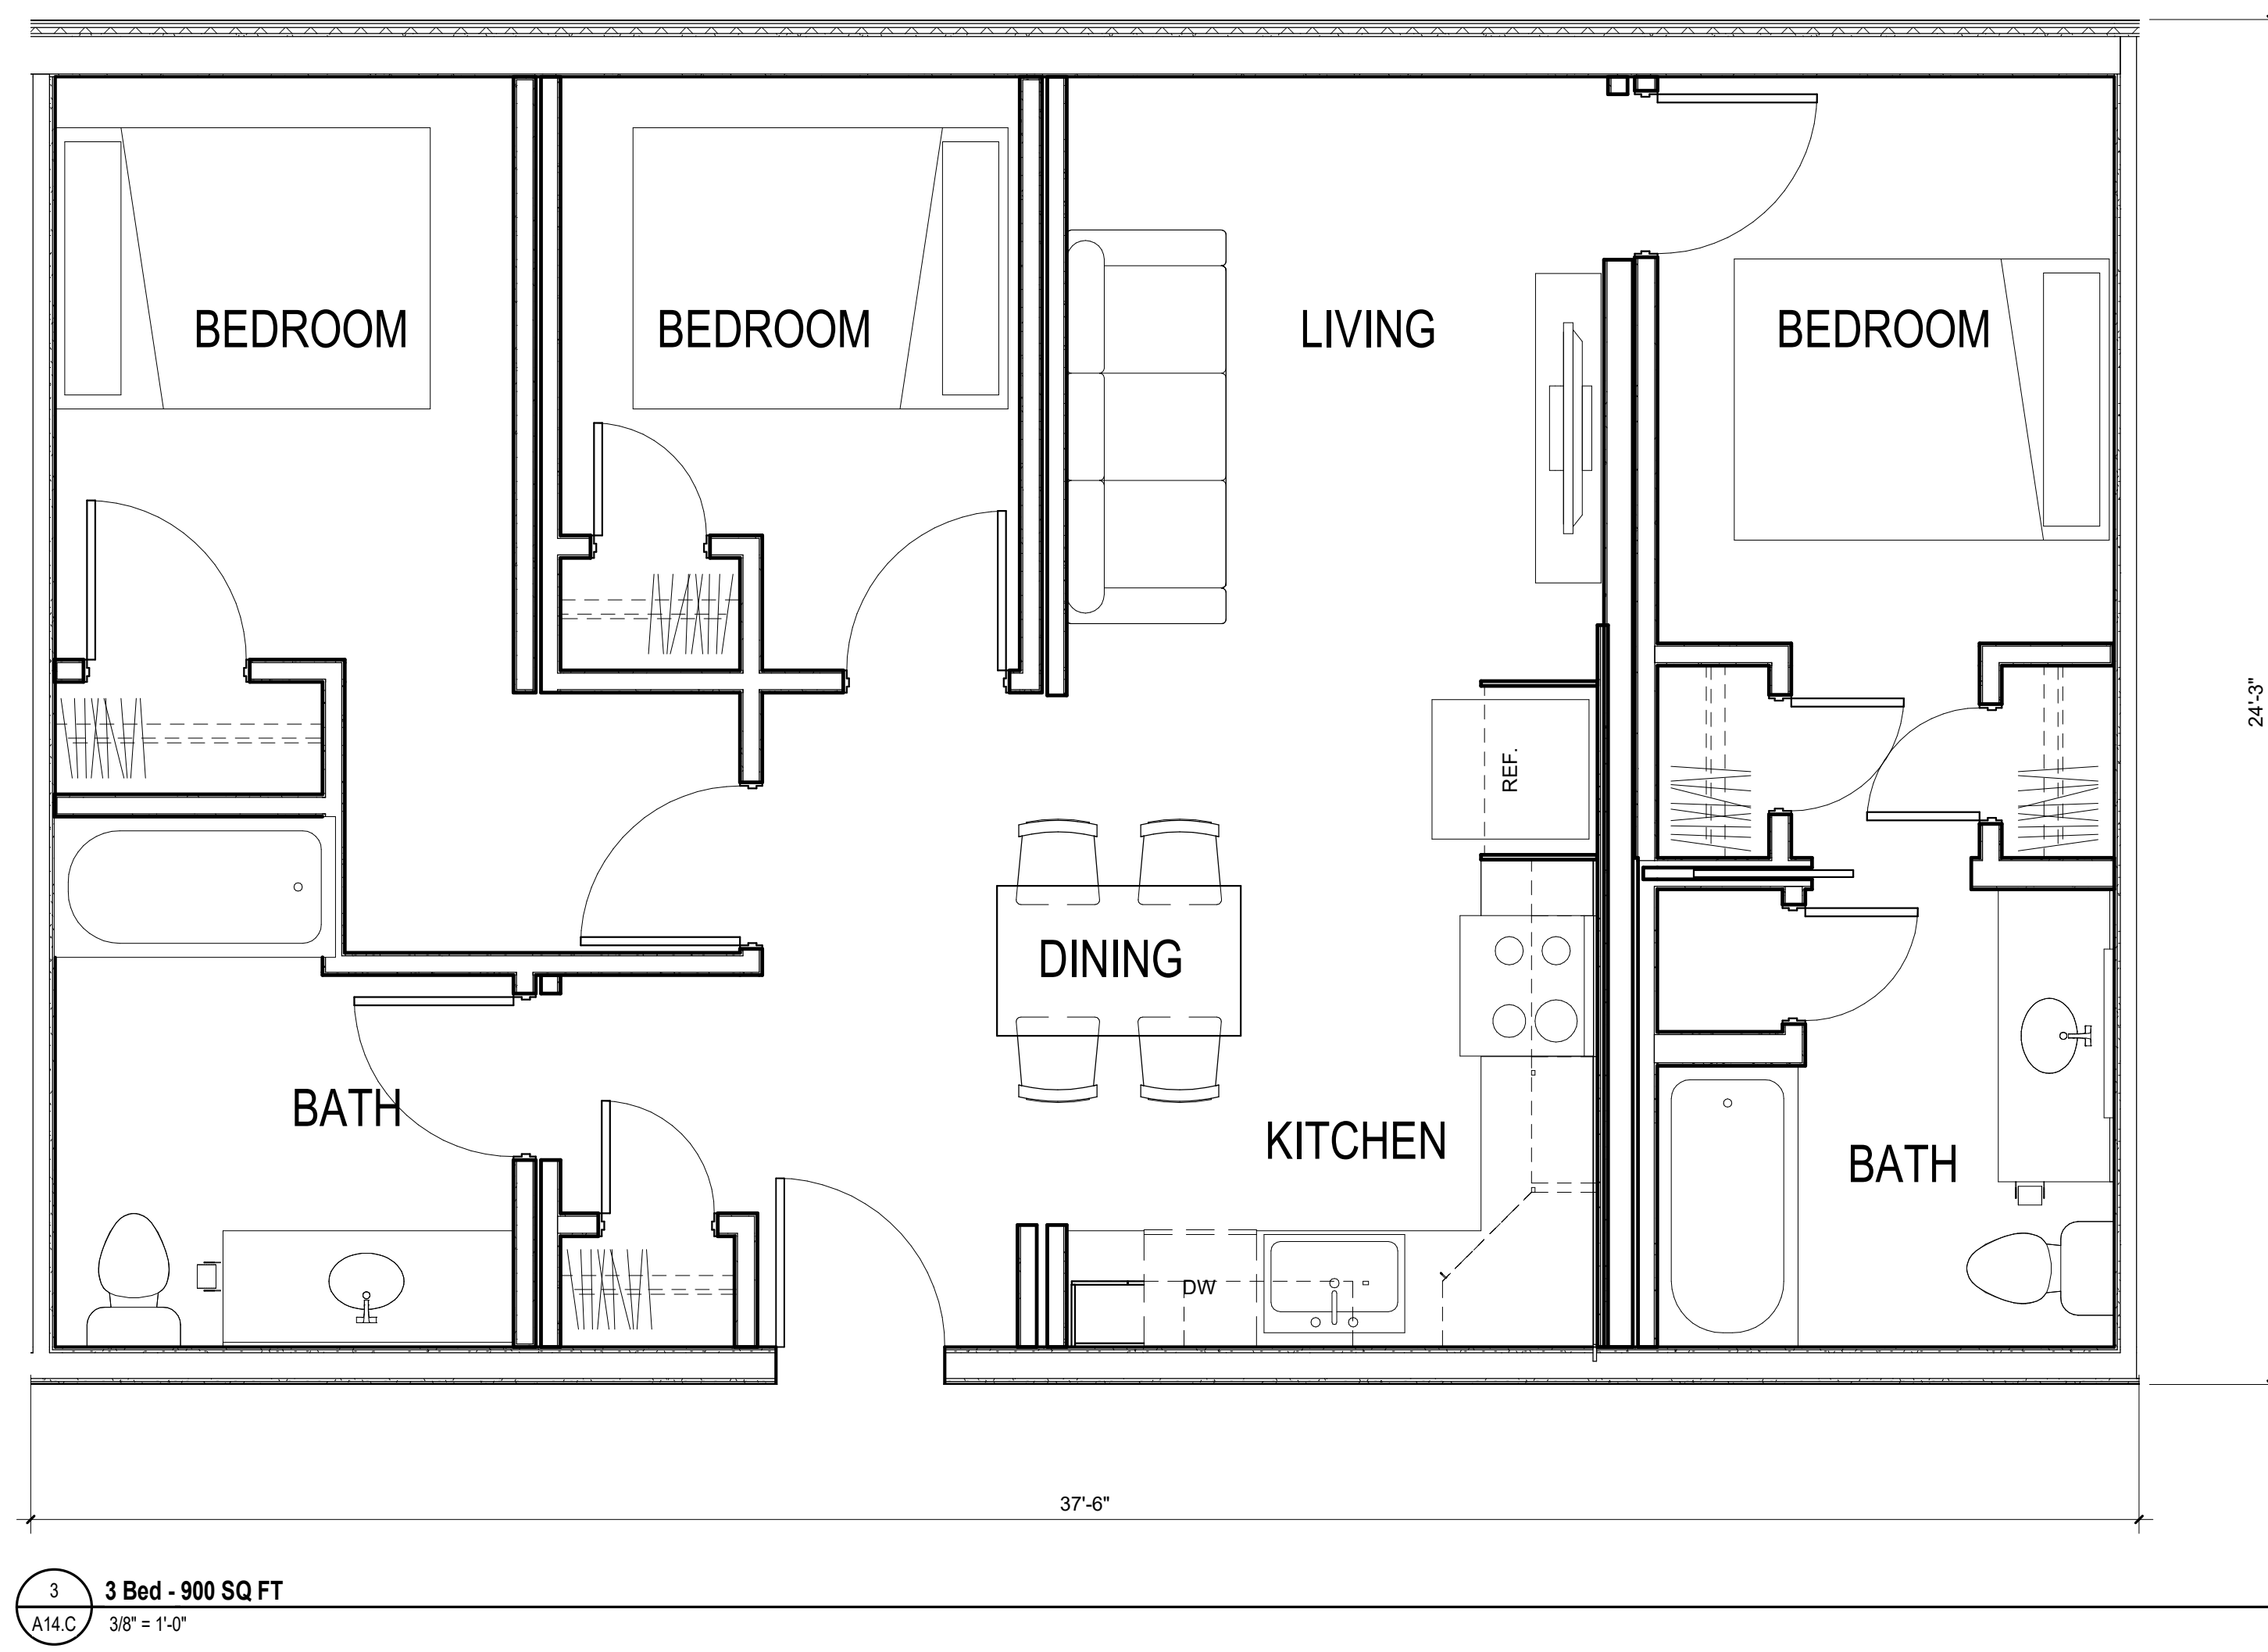 BEDROOM
BEDROOM
LIVING
BEDROOM
24'-3"
REF.
DINING
BATH
KITCHEN
BATH
DW
37'-6"
3
3 Bed - 900 SQ FT
A14.C
3/8" = 1'-0"